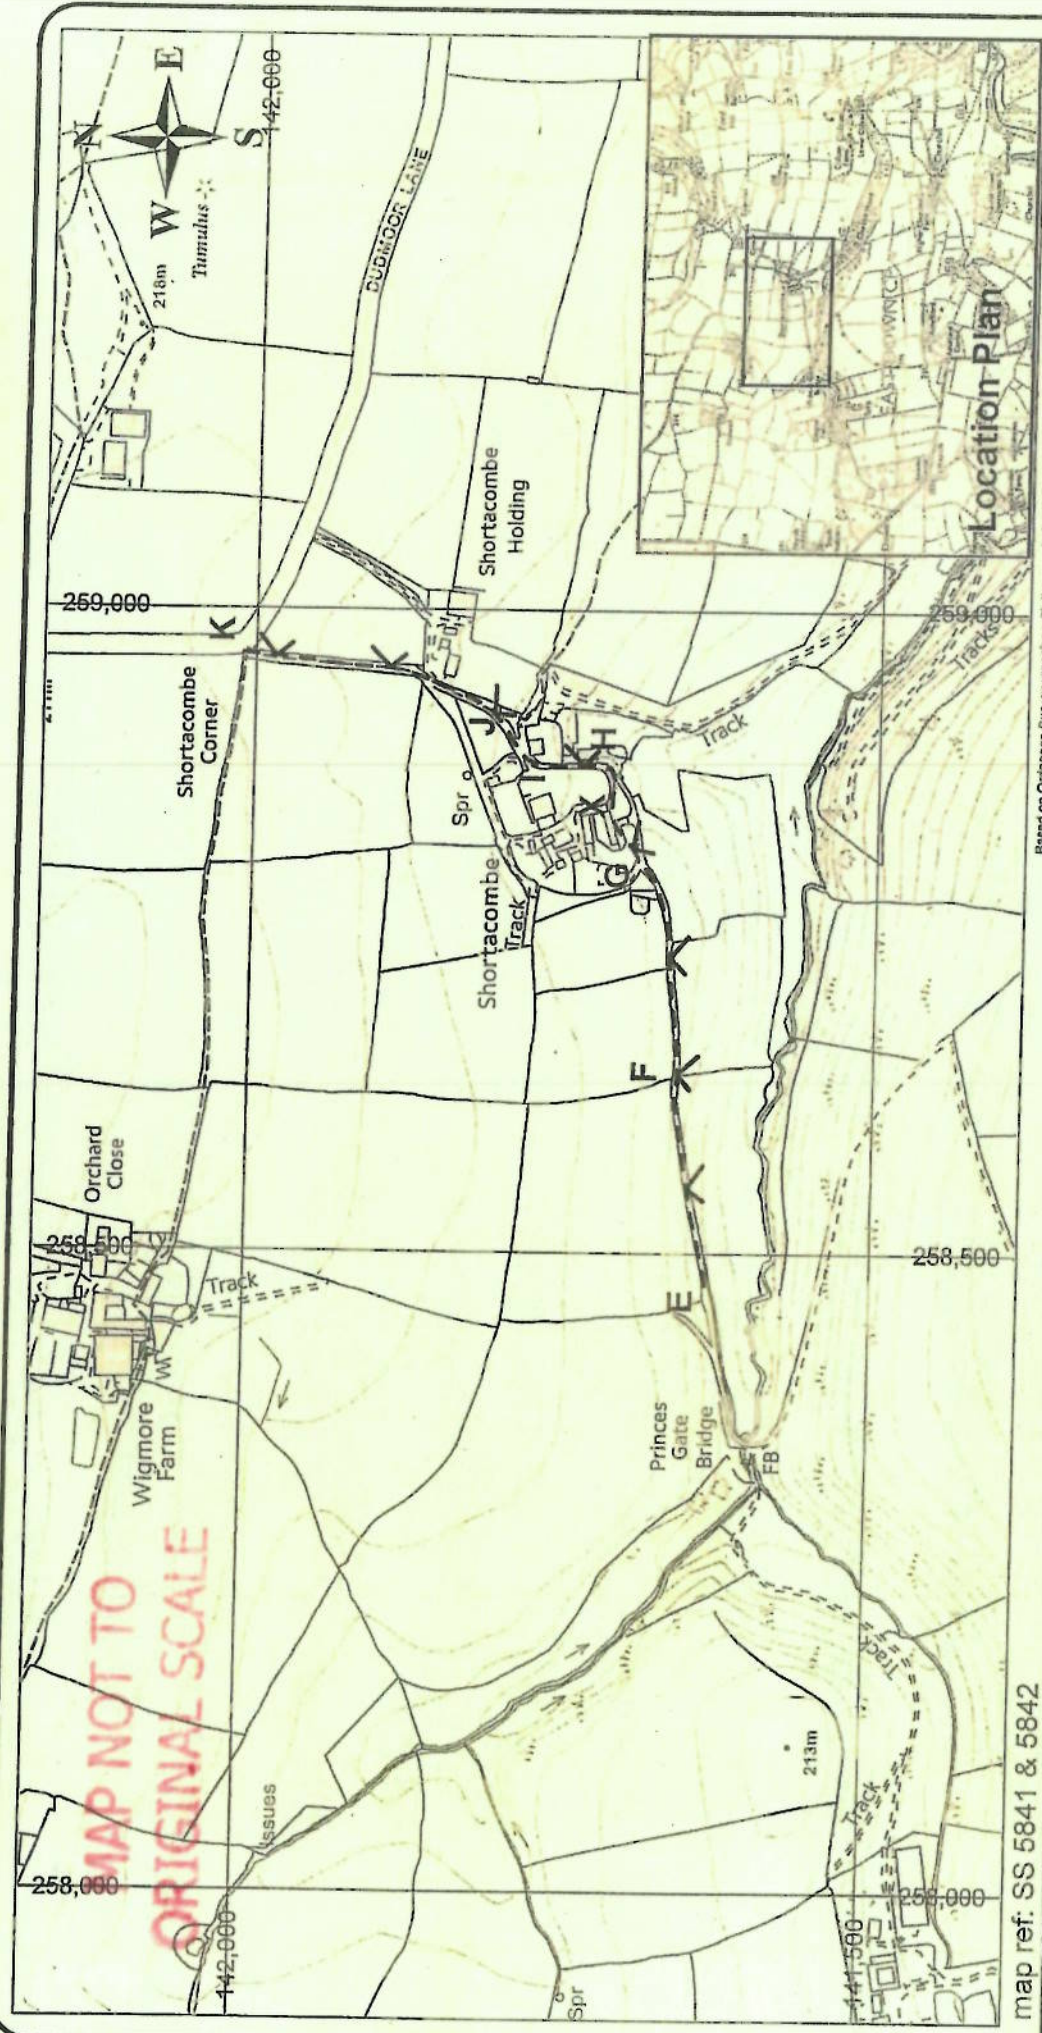 MAP NOT TO
ORIGINAL SCALE
N
E
S
W
142,000
218m
Tumulus
DUDMOOR LANE
259,000
K
Shortacombe
Corner
Shortacombe
Holding
Orchard
Close
258,500
Track
W
Wigmore
Farm
258,000
142,000
Issues
Spr
Shortacombe
Track
J
I
H
G
F
E
Princes
Gate
Bridge
FB
Track
Tracks
259,000
258,500
Track
Track
213m
Spr
141,500
258,000
Location Plan
EAST DOWN CP
map ref: SS 5841 & 5842